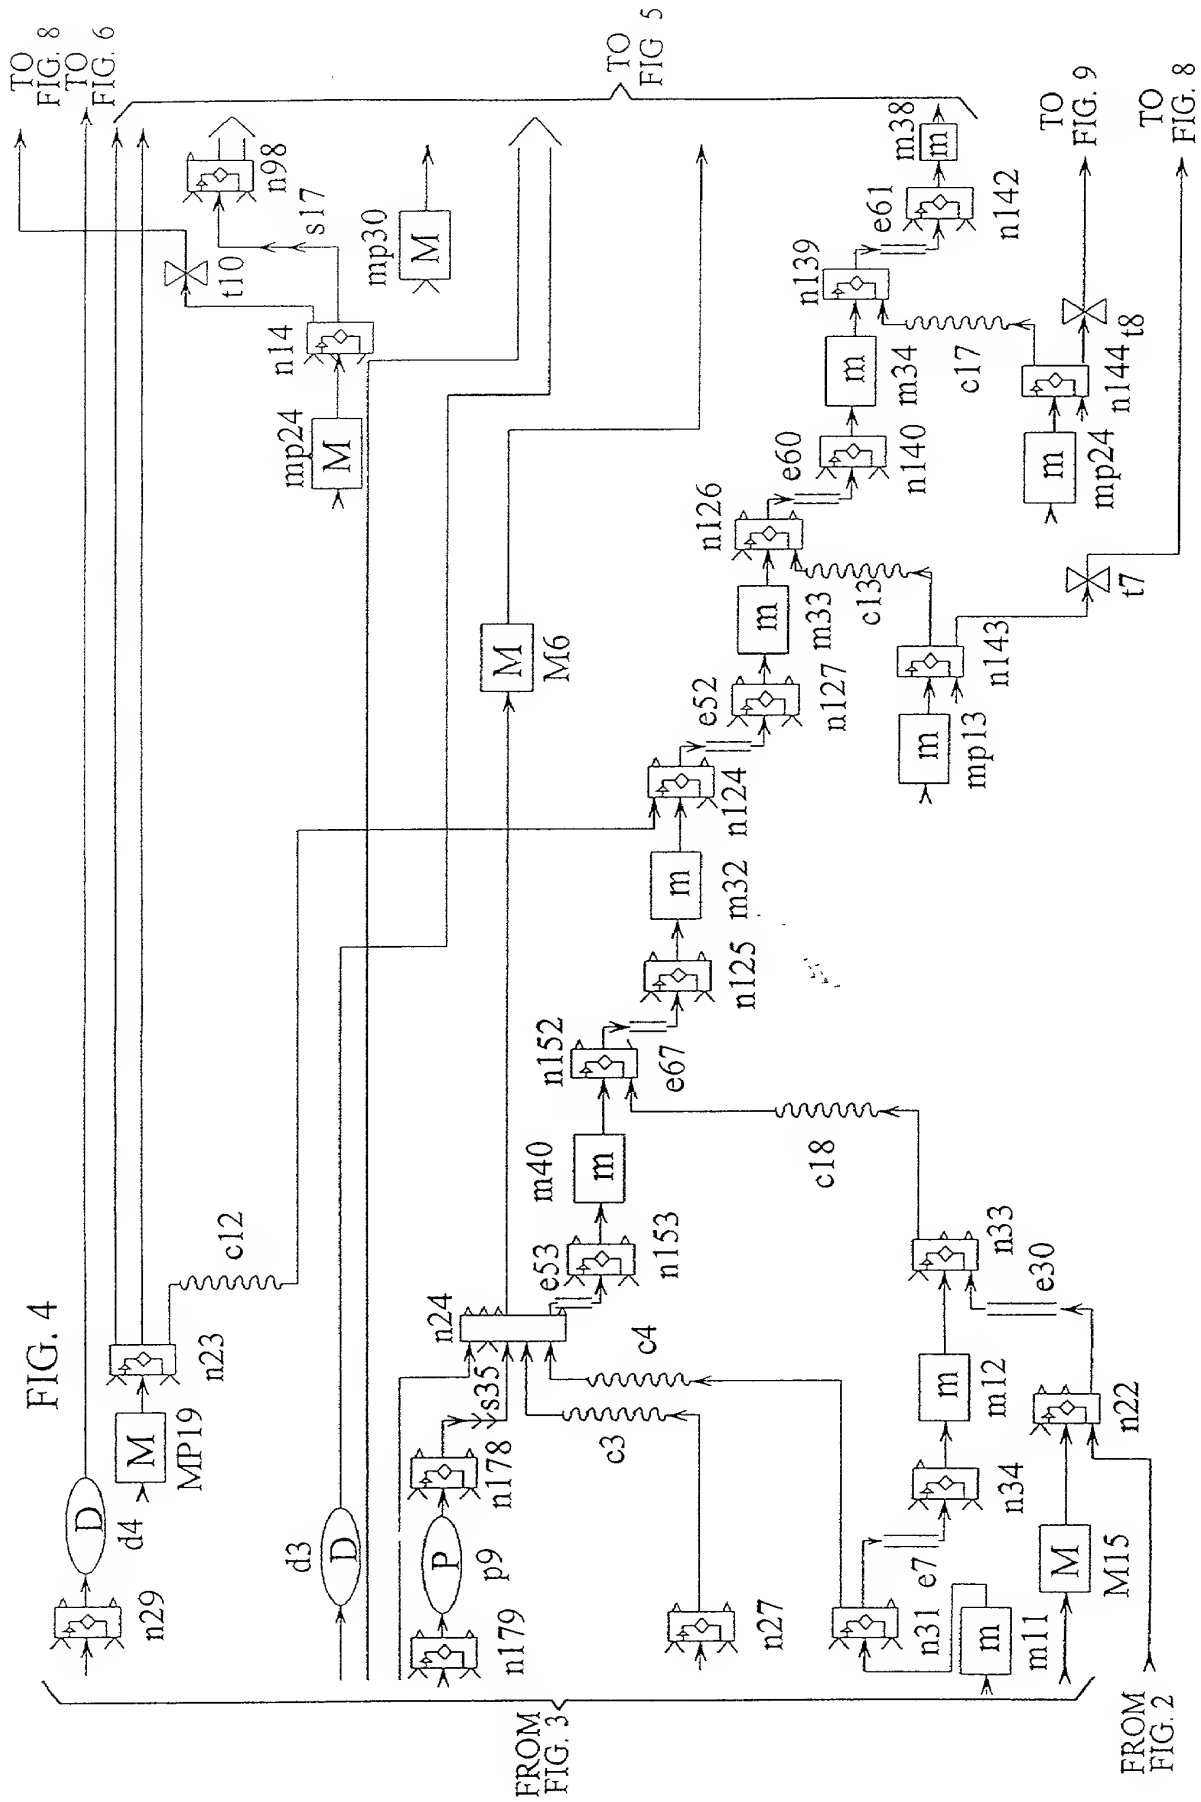 FIG. 4
FROM
FIG. 3
FROM
FIG. 2
TO
FIG. 8
TO
FIG. 6
TO
FIG 5
TO
FIG. 9
TO
FIG. 8
n29
D
d4
M
MP19
n23
c12
d3
D
n179
P
p9
n178
s35
n24
c3
c4
n27
e53
n153
m
m40
n152
e67
n125
m
m32
n124
e52
n127
m
m33
n126
e60
n140
m
m34
n139
e61
n142
m
m38
M
M6
M
mp24
n14
t10
s17
n98
M
mp30
m
m11
n31
e7
n34
m
m12
n33
e30
c18
M
M15
n22
m
mp13
n143
c13
t7
m
mp24
n144
c17
t8